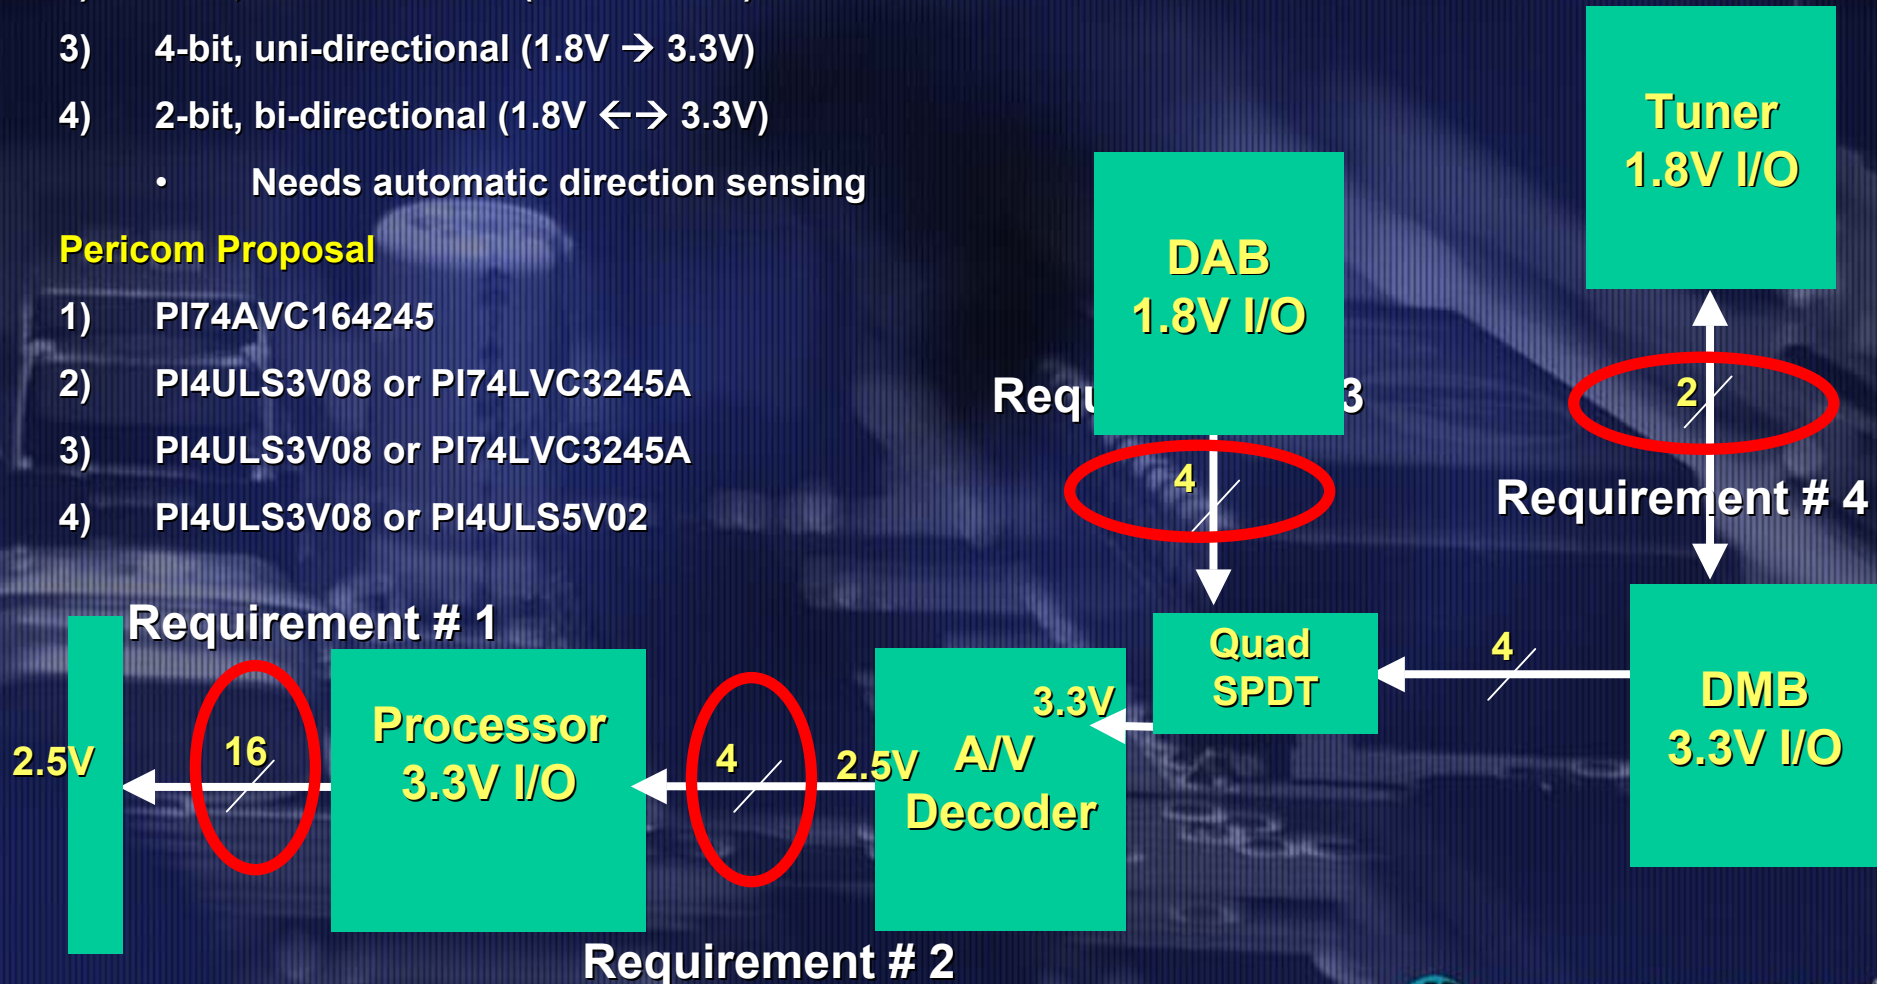 3) 4-bit, uni-directional (1.8V → 3.3V)
4) 2-bit, bi-directional (1.8V ←→ 3.3V)
• Needs automatic direction sensing
Pericom Proposal
1) PI74AVC164245
2) PI4ULS3V08 or PI74LVC3245A
3) PI4ULS3V08 or PI74LVC3245A
4) PI4ULS3V08 or PI4ULS5V02
Tuner
1.8V I/O
DAB
1.8V I/O
3
2
4
Requirement # 4
Requirement # 1
Quad
SPDT
4
DMB
3.3V I/O
3.3V
A/V
Decoder
2.5V
4
Processor
3.3V I/O
16
2.5V
Requirement # 2